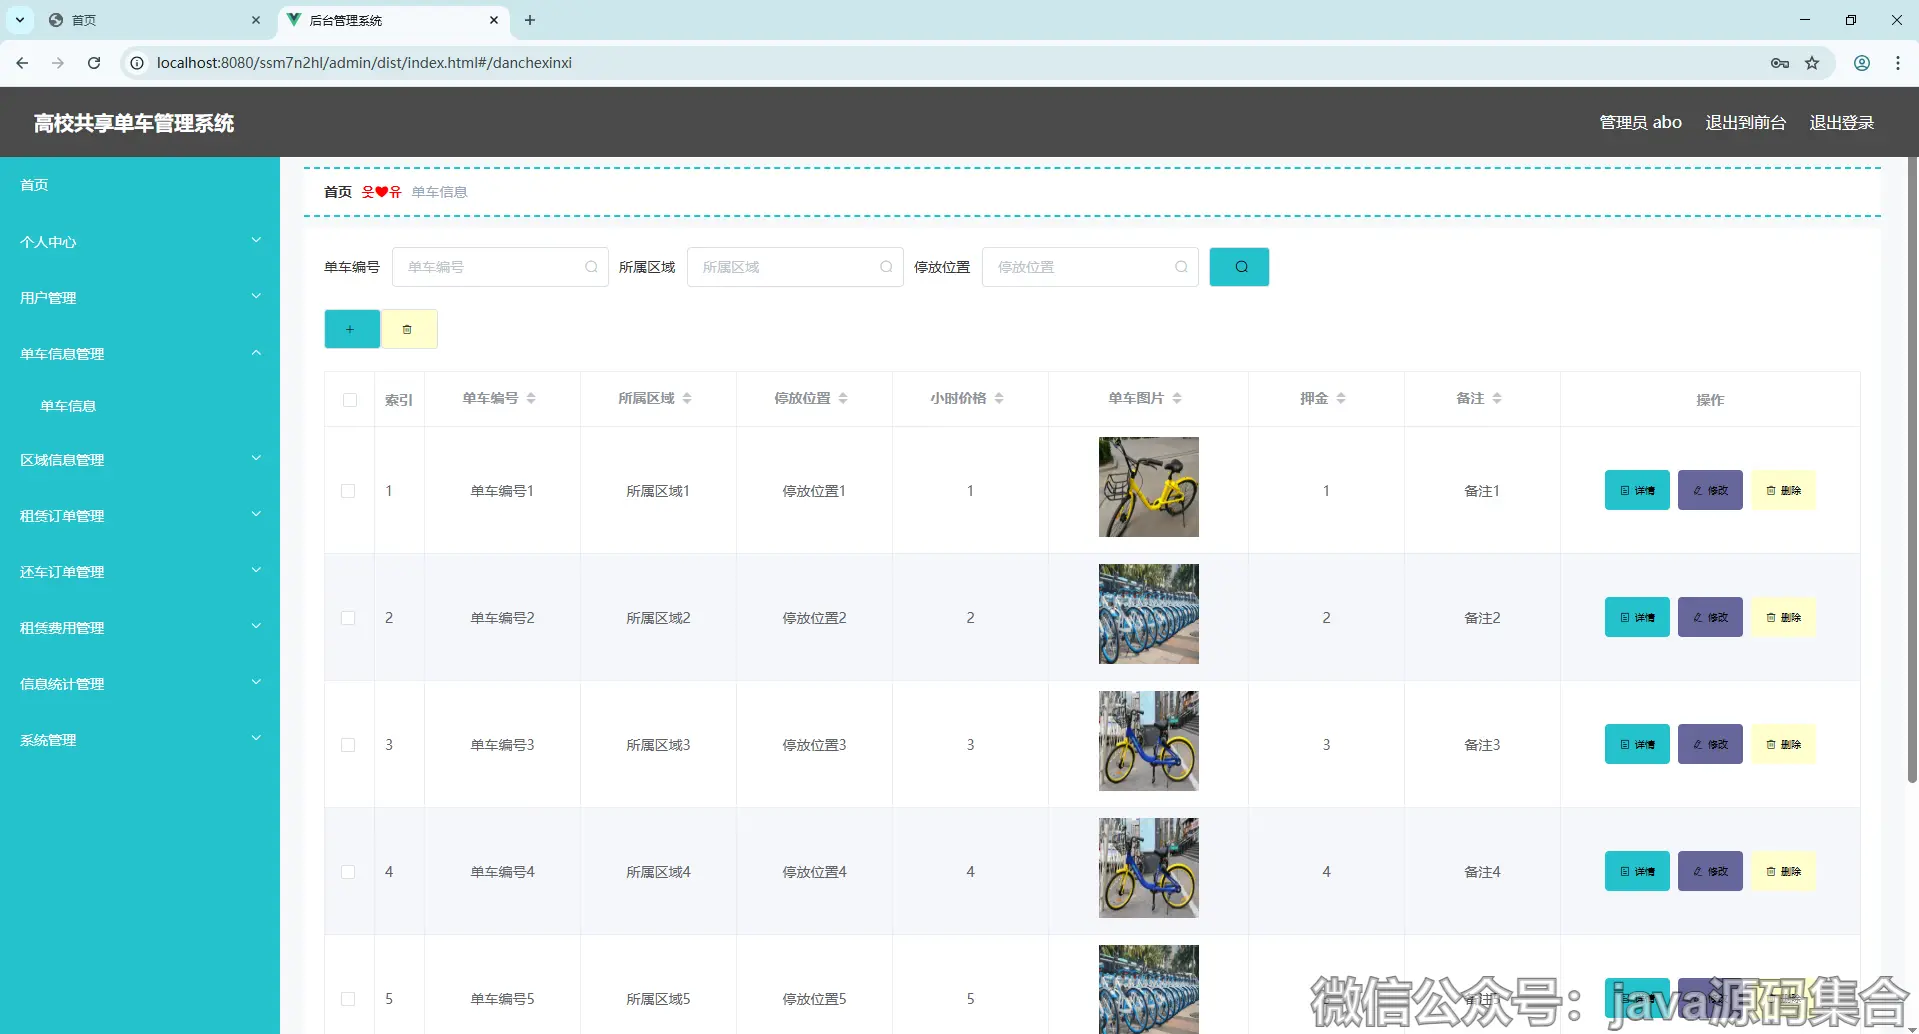 首页
后台管理系统
localhost:8080/ssm7n2hl/admin/dist/index.html#/danchexinxi
高校共享单车管理系统
管理员 abo 退出到前台 退出登录
首页
个人中心
用户管理
单车信息管理
单车信息
区域信息管理
租赁订单管理
还车订单管理
租赁费用管理
信息统计管理
系统管理
首页 웃❤유 单车信息
单车编号 单车编号 所属区域 所属区域 停放位置 停放位置
索引 单车编号 所属区域 停放位置 小时价格 单车图片 押金 备注 操作
1 单车编号1 所属区域1 停放位置1 1 1 备注1 详情 修改 删除
2 单车编号2 所属区域2 停放位置2 2 2 备注2 详情 修改 删除
3 单车编号3 所属区域3 停放位置3 3 3 备注3 详情 修改 删除
4 单车编号4 所属区域4 停放位置4 4 4 备注4 详情 修改 删除
5 单车编号5 所属区域5 停放位置5 5
微信公众号：java源码集合